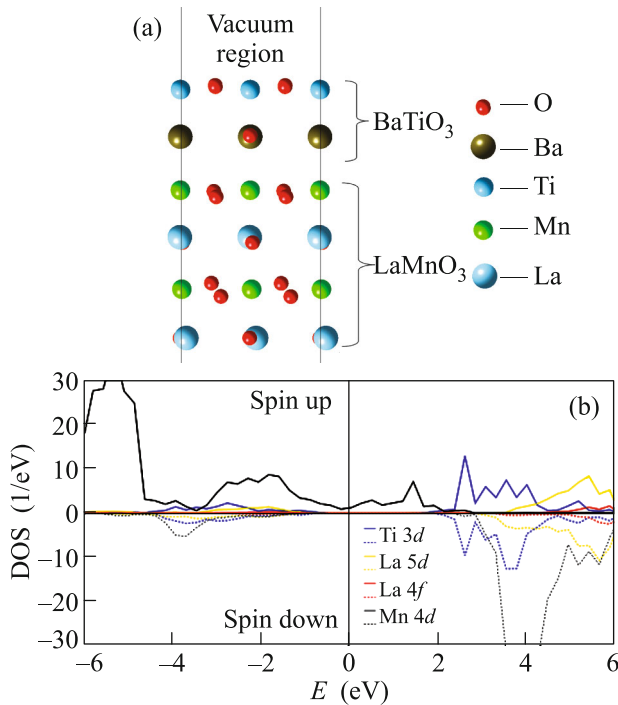 (a)
Vacuum
region
BaTiO₃
LaMnO₃
O
Ba
Ti
Mn
La
(b)
Spin up
Spin down
DOS (1/eV)
30
20
10
0
−10
−20
−30
Ti 3d
La 5d
La 4f
Mn 4d
−6 −4 −2 0 2 4 6
E (eV)